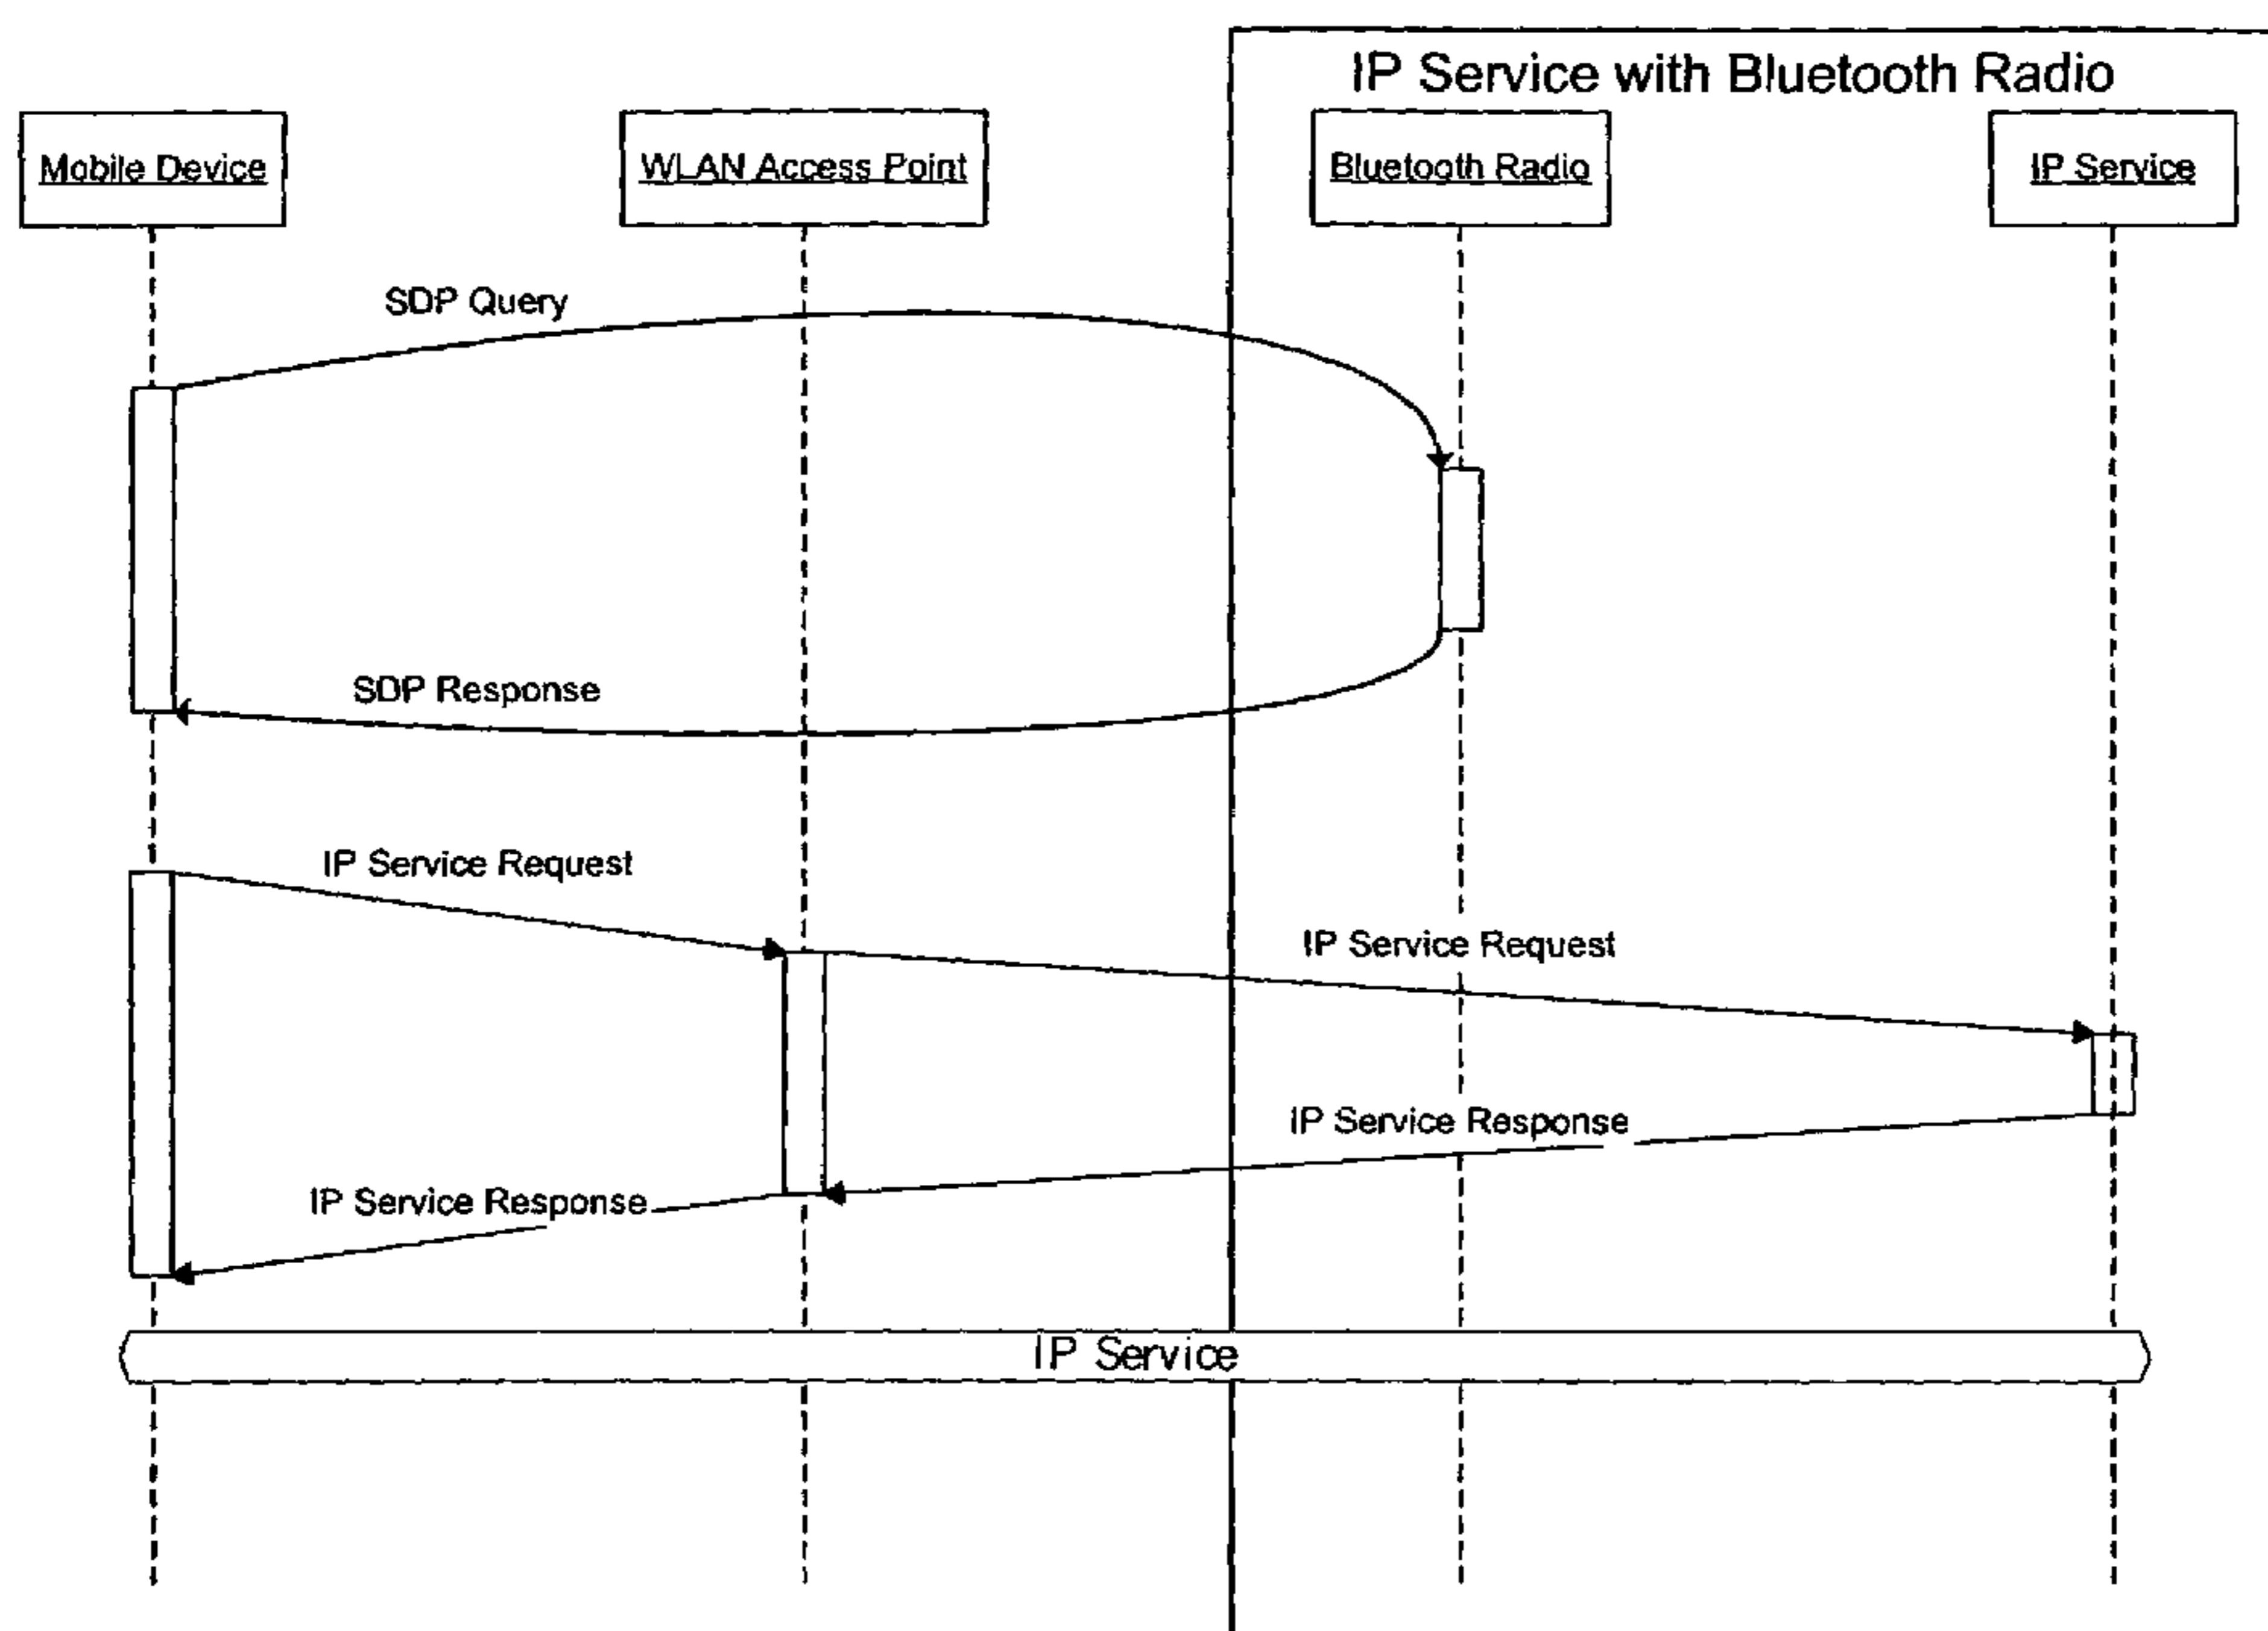 IP Service with Bluetooth Radio
Mobile Device
WLAN Access Point
Bluetooth Radio
IP Service
SDP Query
SDP Response
IP Service Request
IP Service Request
IP Service Response
IP Service Response
IP Service